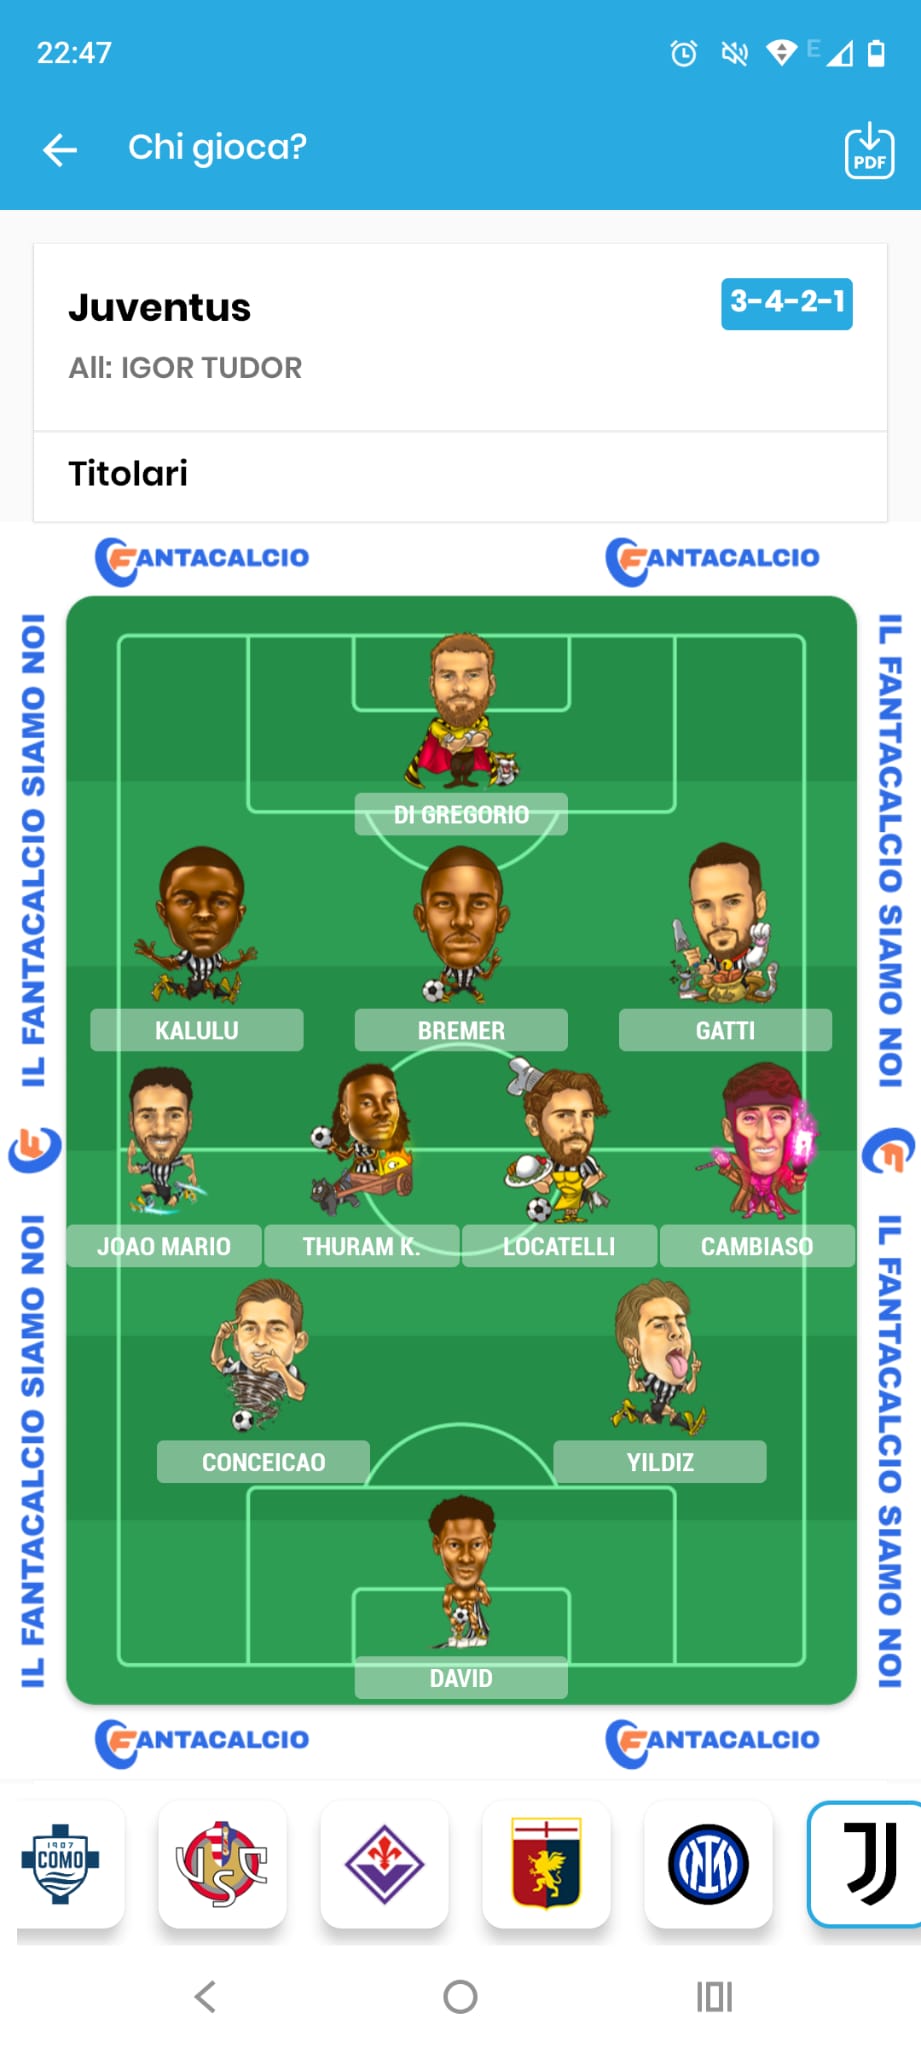 22:47
E
Chi gioca?
PDF
Juventus
3-4-2-1
All: IGOR TUDOR
Titolari
FANTACALCIO
FANTACALCIO
IL FANTACALCIO SIAMO NOI
IL FANTACALCIO SIAMO NOI
DI GREGORIO
KALULU
BREMER
GATTI
F
F
JOAO MARIO
THURAM K.
LOCATELLI
CAMBIASO
IL FANTACALCIO SIAMO NOI
IL FANTACALCIO SIAMO NOI
CONCEICAO
YILDIZ
DAVID
FANTACALCIO
FANTACALCIO
1907
COMO
USC